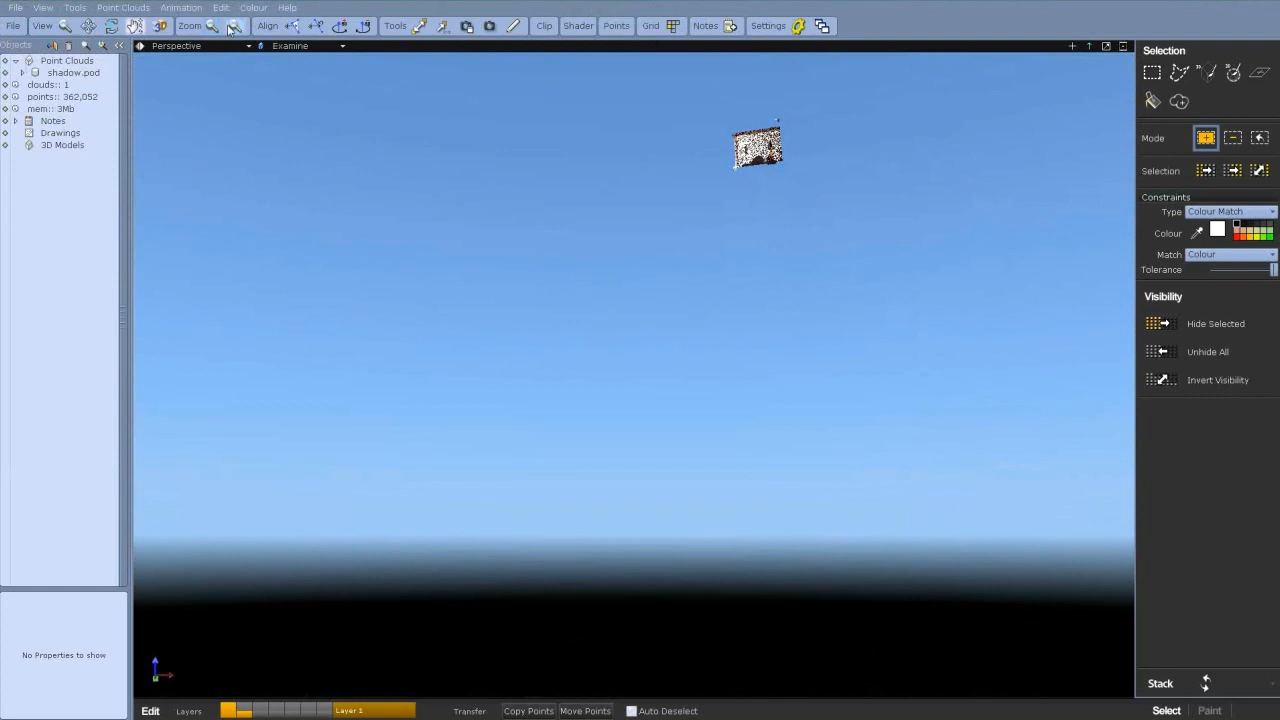 File View Tools Point Clouds Animation Edit Colour Help
File View Zoom Align Tools Clip Shader Points Grid Notes Settings
Objects
Perspective Examine
Point Clouds
shadow.pod
clouds:: 1
points:: 362,052
mem:: 3Mb
Notes
Drawings
3D Models
No Properties to show
Selection
Mode
Selection
Constraints
Type Colour Match
Colour
Match Colour
Tolerance
Visibility
Hide Selected
Unhide All
Invert Visibility
Stack
Edit Layers Layer 1 Transfer Copy Points Move Points Auto Deselect Select Paint